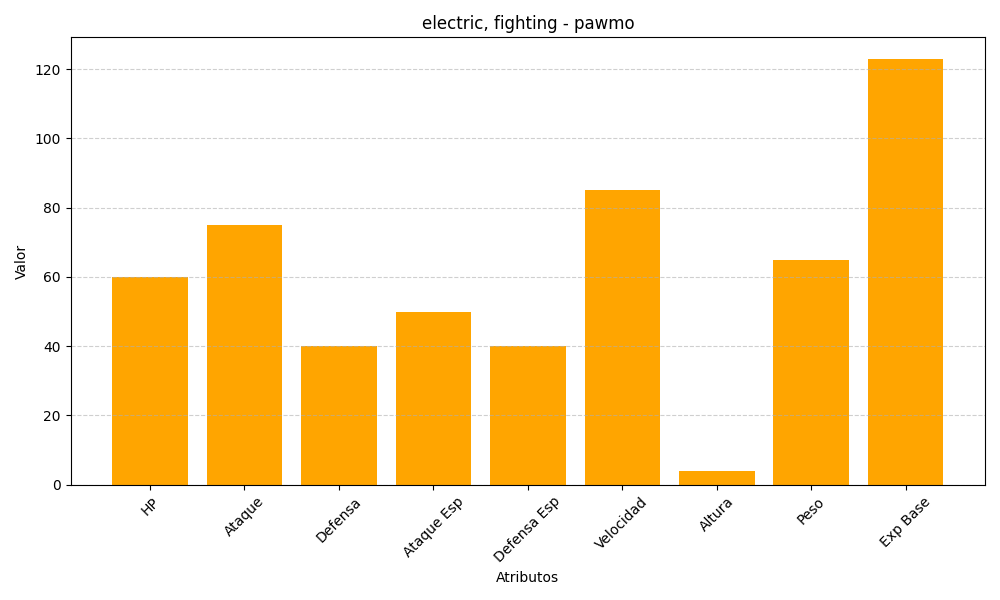 electric, fighting - pawmo
Valor
120
100
80
60
40
20
0
HP
Ataque
Defensa
Ataque Esp
Defensa Esp
Velocidad
Altura
Peso
Exp Base
Atributos